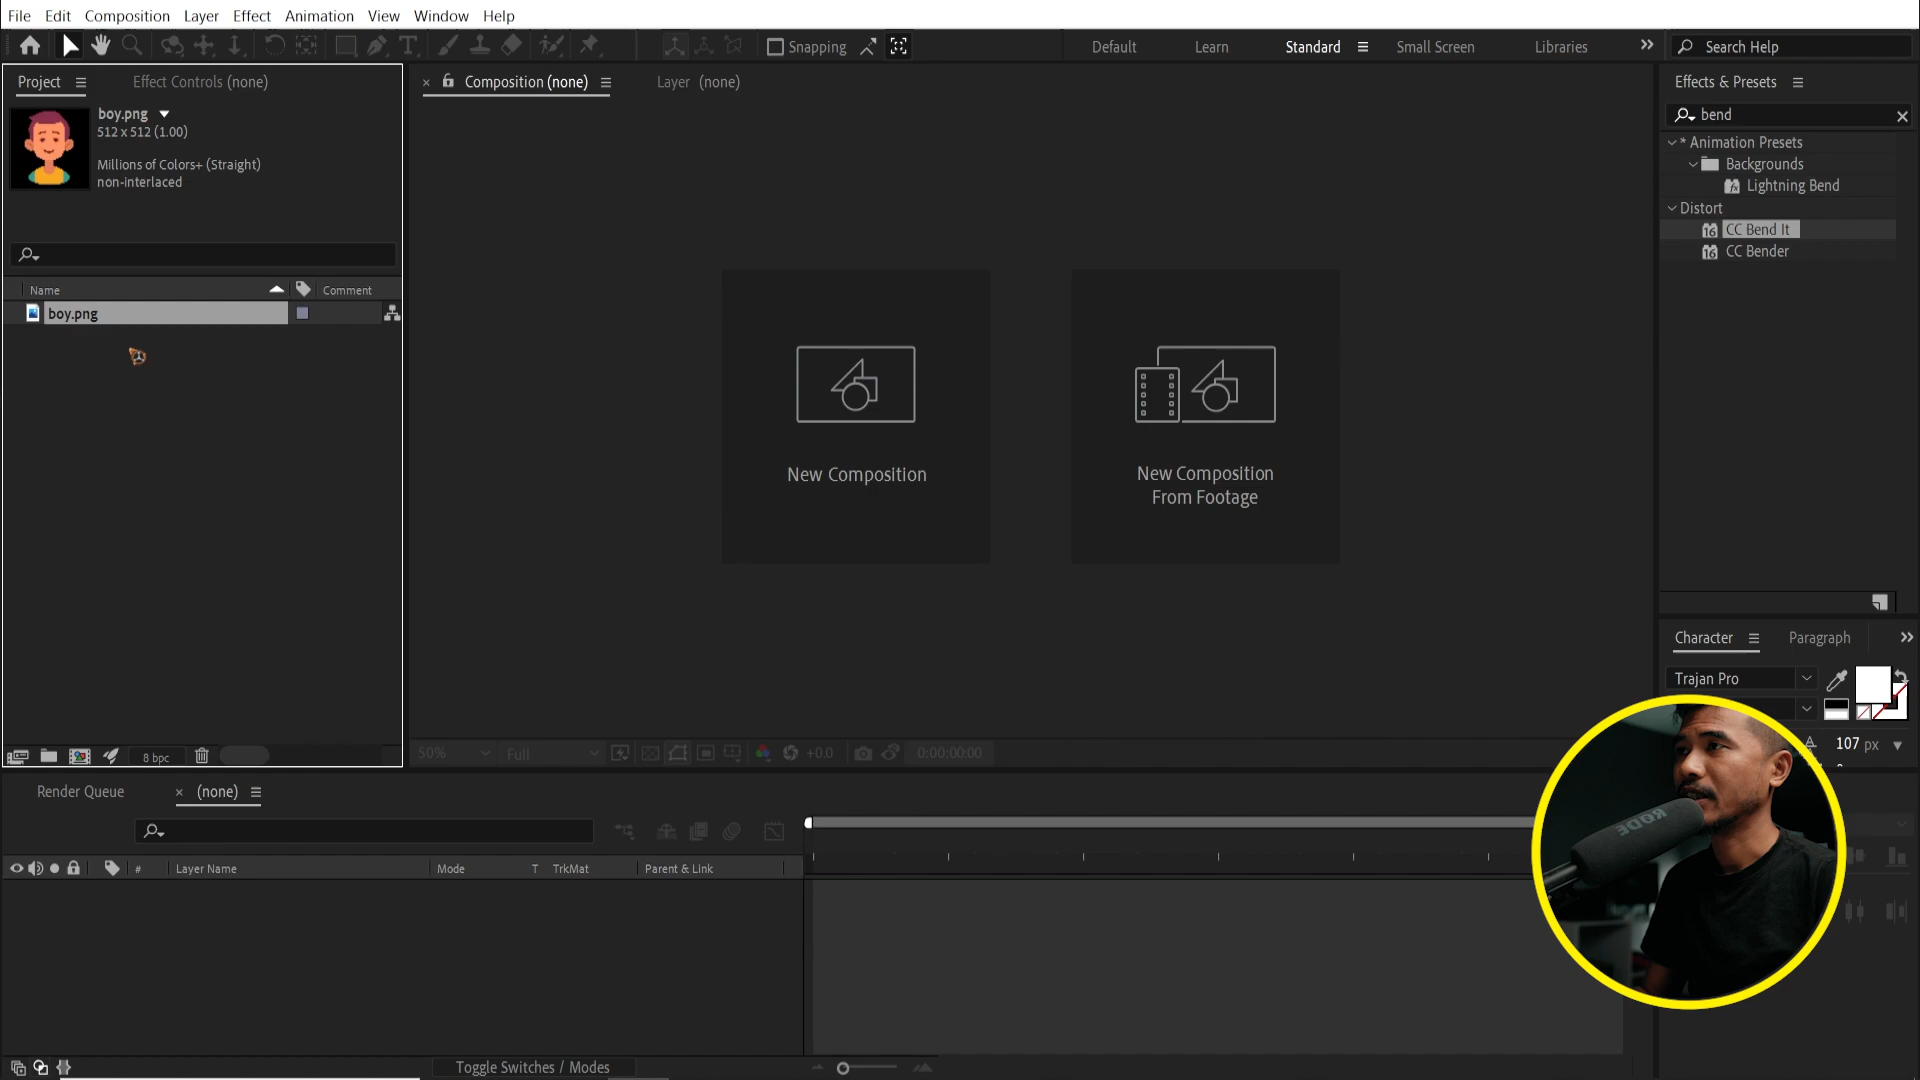 File Edit Composition Layer Effect Animation View Window Help
Snapping
Default Learn Standard Small Screen Libraries
Search Help
Project Effect Controls (none)
boy.png
512 x 512 (1.00)
Millions of Colors+ (Straight)
non-interlaced
Name Comment
boy.png
8 bpc
Composition (none) Layer (none)
New Composition
New Composition
From Footage
50% Full +0.0 0:00:00:00
Effects & Presets
bend
* Animation Presets
Backgrounds
Lightning Bend
Distort
16 CC Bend It
16 CC Bender
Character Paragraph
Trajan Pro
107 px
RODE
Render Queue (none)
# Layer Name Mode T TrkMat Parent & Link
Toggle Switches / Modes